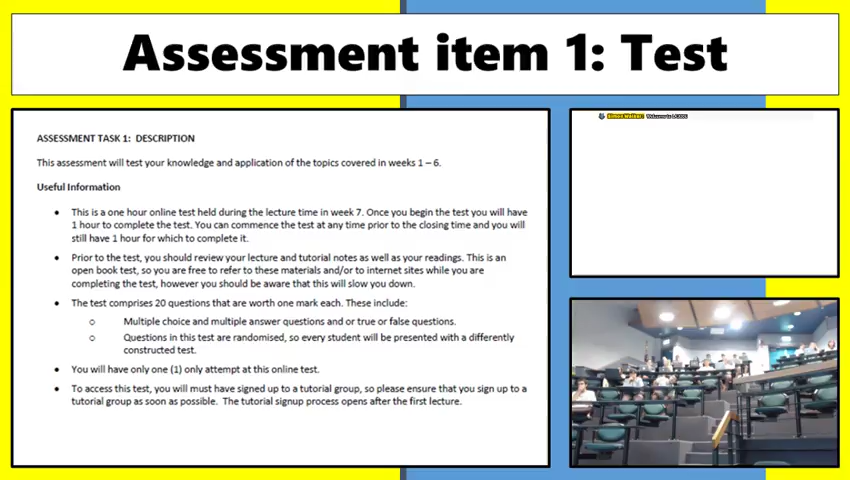 Assessment item 1: Test
ASSESSMENT TASK 1: DESCRIPTION
This assessment will test your knowledge and application of the topics covered in weeks 1 – 6.
Useful Information
• This is a one hour online test held during the lecture time in week 7. Once you begin the test you will have
1 hour to complete the test. You can commence the test at any time prior to the closing time and you will
still have 1 hour for which to complete it.
• Prior to the test, you should review your lecture and tutorial notes as well as your readings. This is an
open book test, so you are free to refer to these materials and/or to internet sites while you are
completing the test, however you should be aware that this will slow you down.
• The test comprises 20 questions that are worth one mark each. These include:
o Multiple choice and multiple answer questions and or true or false questions.
o Questions in this test are randomised, so every student will be presented with a differently
constructed test.
• You will have only one (1) only attempt at this online test.
• To access this test, you will must have signed up to a tutorial group, so please ensure that you sign up to a
tutorial group as soon as possible. The tutorial signup process opens after the first lecture.
Welcome to